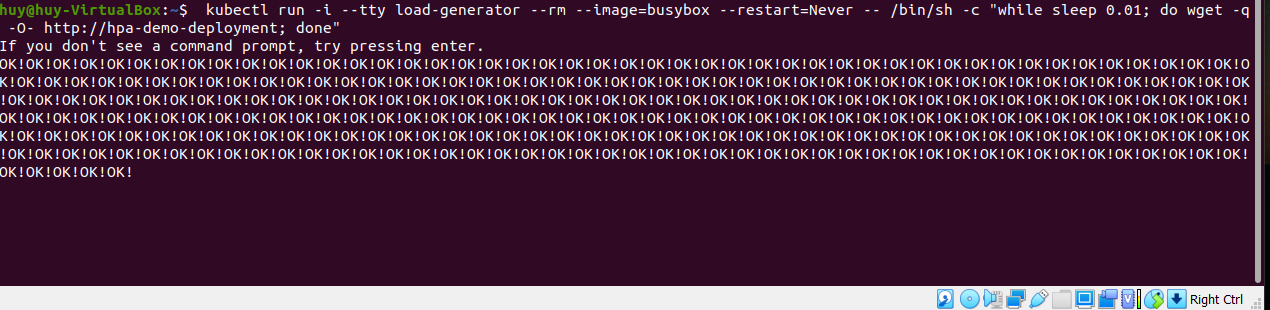 huy@huy-VirtualBox:~$  kubectl run -i --tty load-generator --rm --image=busybox --restart=Never -- /bin/sh -c "while sleep 0.01; do wget -q
 -O- http://hpa-demo-deployment; done"
If you don't see a command prompt, try pressing enter.
OK!OK!OK!OK!OK!OK!OK!OK!OK!OK!OK!OK!OK!OK!OK!OK!OK!OK!OK!OK!OK!OK!OK!OK!OK!OK!OK!OK!OK!OK!OK!OK!OK!OK!OK!OK!OK!OK!OK!OK!OK!OK!OK!OK!OK!OK!O
K!OK!OK!OK!OK!OK!OK!OK!OK!OK!OK!OK!OK!OK!OK!OK!OK!OK!OK!OK!OK!OK!OK!OK!OK!OK!OK!OK!OK!OK!OK!OK!OK!OK!OK!OK!OK!OK!OK!OK!OK!OK!OK!OK!OK!OK!OK
!OK!OK!OK!OK!OK!OK!OK!OK!OK!OK!OK!OK!OK!OK!OK!OK!OK!OK!OK!OK!OK!OK!OK!OK!OK!OK!OK!OK!OK!OK!OK!OK!OK!OK!OK!OK!OK!OK!OK!OK!OK!OK!OK!OK!OK!OK!
OK!OK!OK!OK!OK!OK!OK!OK!OK!OK!OK!OK!OK!OK!OK!OK!OK!OK!OK!OK!OK!OK!OK!OK!OK!OK!OK!OK!OK!OK!OK!OK!OK!OK!OK!OK!OK!OK!OK!OK!OK!OK!OK!OK!OK!OK!O
K!OK!OK!OK!OK!OK!OK!OK!OK!OK!OK!OK!OK!OK!OK!OK!OK!OK!OK!OK!OK!OK!OK!OK!OK!OK!OK!OK!OK!OK!OK!OK!OK!OK!OK!OK!OK!OK!OK!OK!OK!OK!OK!OK!OK!OK!OK
!OK!OK!OK!OK!OK!OK!OK!OK!OK!OK!OK!OK!OK!OK!OK!OK!OK!OK!OK!OK!OK!OK!OK!OK!OK!OK!OK!OK!OK!OK!OK!OK!OK!OK!OK!OK!OK!OK!OK!OK!OK!OK!OK!OK!OK!OK!
OK!OK!OK!OK!OK!
Right Ctrl